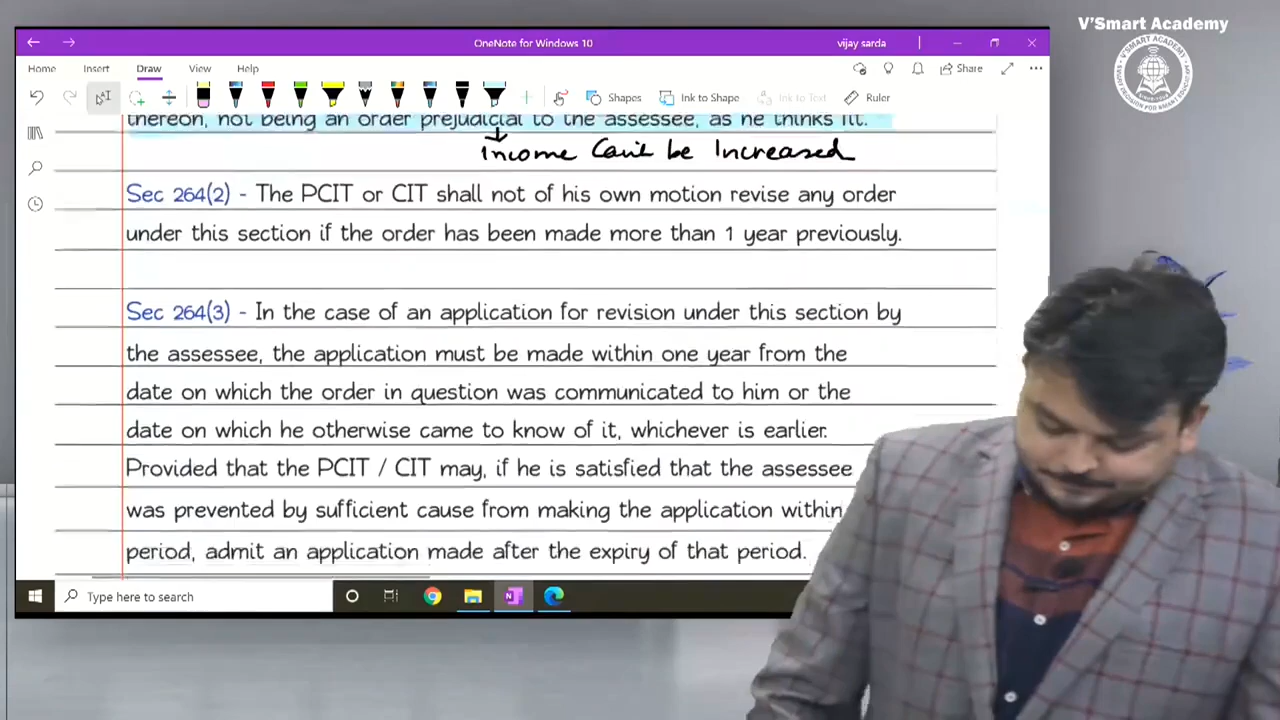 V'Smart Academy
OneNote for Windows 10
vijay sarda
Home Insert Draw View Help
Share
Shapes Ink to Shape Ink to Text Ruler
thereon, not being an order prejudicial to the assessee, as he thinks fit.
Income Can't be Increased
Sec 264(2) - The PCIT or CIT shall not of his own motion revise any order
under this section if the order has been made more than 1 year previously.
Sec 264(3) - In the case of an application for revision under this section by
the assessee, the application must be made within one year from the
date on which the order in question was communicated to him or the
date on which he otherwise came to know of it, whichever is earlier.
Provided that the PCIT / CIT may, if he is satisfied that the assessee
was prevented by sufficient cause from making the application within
period, admit an application made after the expiry of that period.
Type here to search